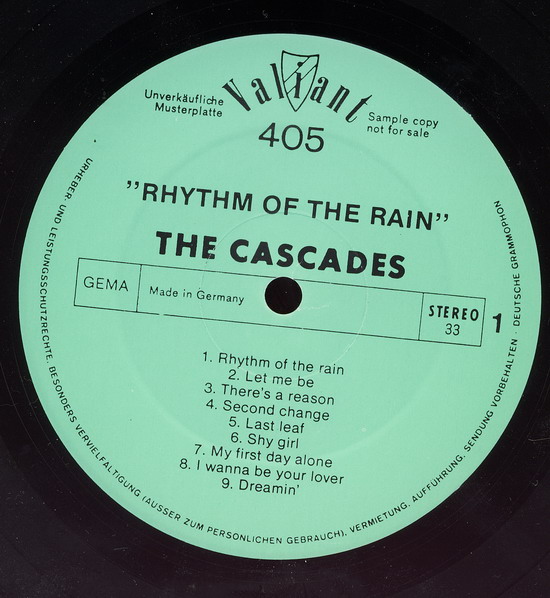 Valiant
Unverkäufliche
Musterplatte
Sample copy
not for sale
405
"RHYTHM OF THE RAIN"
THE CASCADES
GEMA
Made in Germany
STEREO
33
1
1. Rhythm of the rain
2. Let me be
3. There's a reason
4. Second change
5. Last leaf
6. Shy girl
7. My first day alone
8. I wanna be your lover
9. Dreamin'
URHEBER- UND LEISTUNGSSCHUTZRECHTE, BESONDERS VERVIELFALTIGUNG (AUSSER ZUM PERSONLICHEN GEBRAUCH), VERMIETUNG, AUFFÜHRUNG, SENDUNG VORBEHALTEN · DEUTSCHE GRAMMOPHON